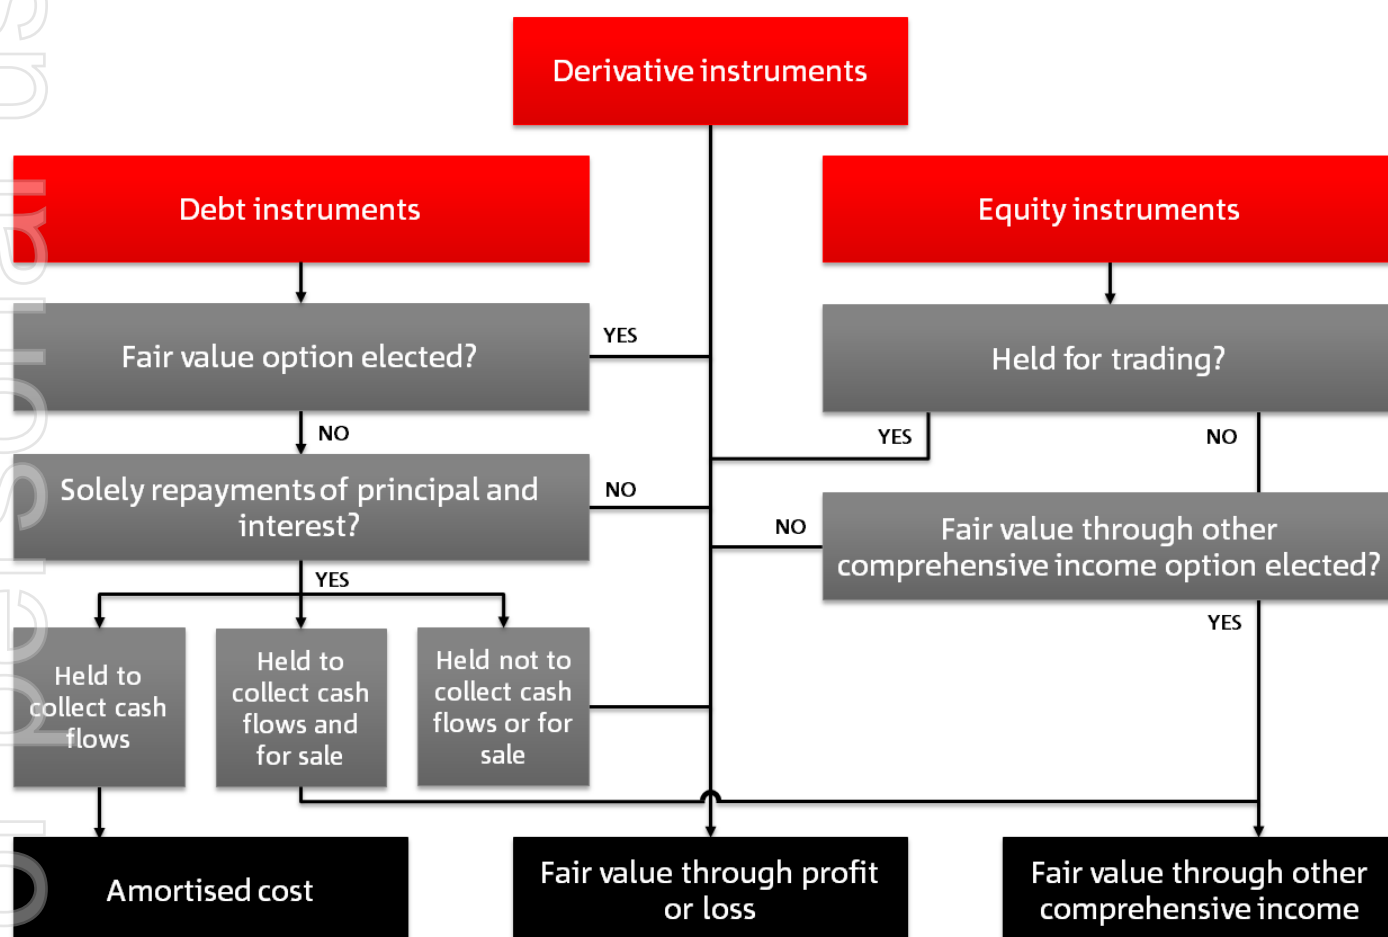 Derivative instruments
Debt instruments
Equity instruments
Fair value option elected?
YES
Held for trading?
NO
YES
NO
Solely repayments of principal and
interest?
NO
NO
Fair value through other
comprehensive income option elected?
YES
YES
Held to
collect cash
flows
Held to
collect cash
flows and
for sale
Held not to
collect cash
flows or for
sale
Amortised cost
Fair value through profit
or loss
Fair value through other
comprehensive income
personal